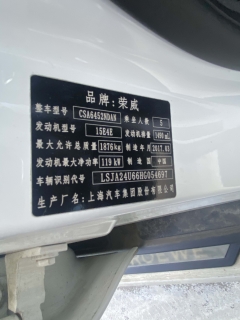 品牌:荣威
整车型号 CSA6452NDAN 乘坐人数 5
发动机型号 15E4E 发动机排量 1490 mL
最大允许总质量 1876kg 制造年月 2017.03
发动机最大净功率 119 kW 制造国 中国
车辆识别代号 LSJA24U66HG054697
生产厂名:上海汽车集团股份有限公司